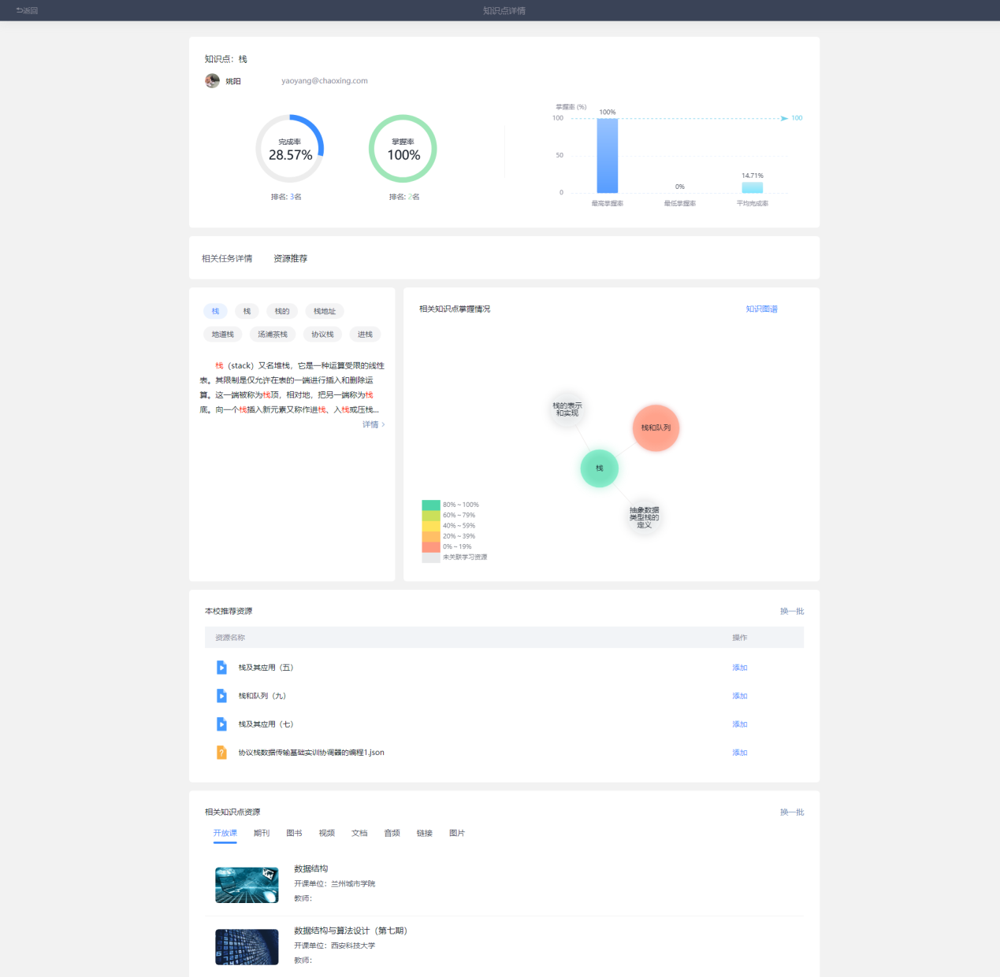 返回
知识点详情
知识点：栈
姚阳 yaoyang@chaoxing.com
完成率
28.57%
排名: 3名
掌握率
100%
排名: 2名
掌握率 (%)
100
50
0
100%
0%
14.71%
100
最高掌握率
最低掌握率
平均完成率
相关任务详情 资源推荐
栈 栈 栈的 栈地址
地道栈 汤浦茶栈 协议栈 进栈
栈（stack）又名堆栈，它是一种运算受限的线性
表。其限制是仅允许在表的一端进行插入和删除运
算。这一端被称为栈顶，相对地，把另一端称为栈
底。向一个栈插入新元素又称作进栈、入栈或压栈...
详情 >
相关知识点掌握情况 知识图谱
栈的表示
和实现
栈和队列
栈
抽象数据
类型栈的
定义
80%～100%
60%～79%
40%～59%
20%～39%
0%～19%
未关联学习资源
本校推荐资源 换一批
资源名称 操作
栈及其应用（五） 添加
栈和队列（九） 添加
栈及其应用（七） 添加
协议栈数据传输基础实训协调器的编程1.json 添加
相关知识点资源 换一批
开放课 期刊 图书 视频 文档 音频 链接 图片
数据结构
开课单位：兰州城市学院
教师：
数据结构与算法设计（第七期）
开课单位：西安科技大学
教师：